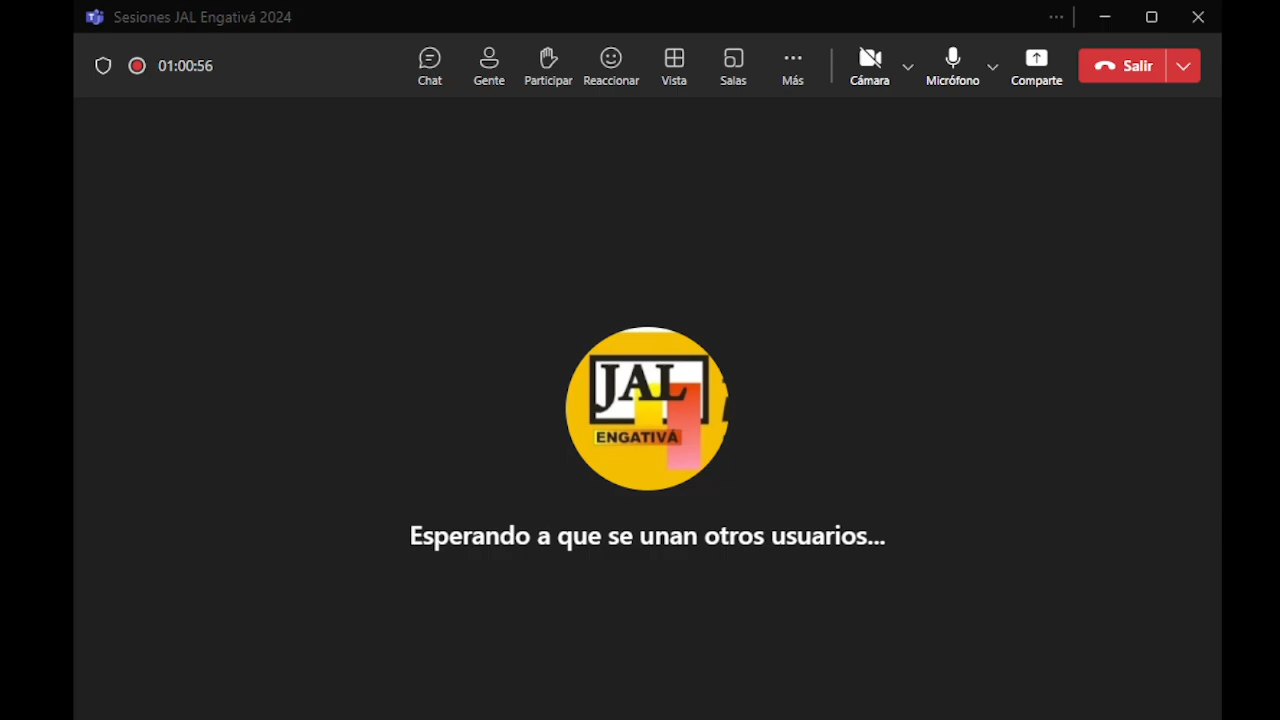 Sesiones JAL Engativá 2024
01:00:56
Chat
Gente
Participar
Reaccionar
Vista
Salas
Más
Cámara
Micrófono
Comparte
Salir
JAL
ENGATIVÁ
Esperando a que se unan otros usuarios...